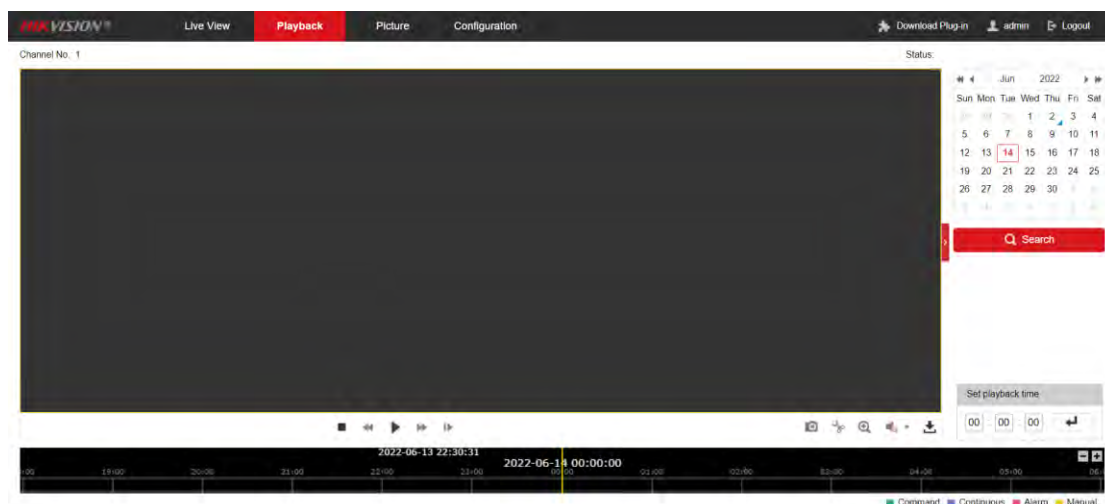 HIKVISION® Live View Playback Picture Configuration Download Plug-in admin Logout
Channel No. 1 Status:
Jun 2022
Sun Mon Tue Wed Thu Fri Sat
1 2 3 4
5 6 7 8 9 10 11
12 13 14 15 16 17 18
19 20 21 22 23 24 25
26 27 28 29 30
Search
Set playback time
00 : 00 : 00
2022-06-13 22:30:31
2022-06-14 00:00:00
19:00 20:00 21:00 22:00 23:00 00:00 01:00 02:00 03:00 04:00 05:00
Command Continuous Alarm Manual